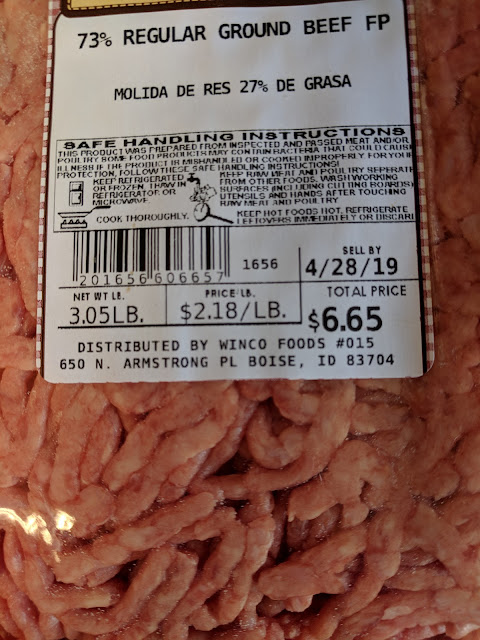 73% REGULAR GROUND BEEF FP
MOLIDA DE RES 27% DE GRASA
SAFE HANDLING INSTRUCTIONS
THIS PRODUCT WAS PREPARED FROM INSPECTED AND PASSED MEAT AND/OR
POULTRY SOME FOOD PRODUCTS MAY CONTAIN BACTERIA THAT COULD CAUSE
ILLNESS IF THE PRODUCT IS MISHANDLED OR COOKED IMPROPERLY FOR YOUR
PROTECTION, FOLLOW THESE SAFE HANDLING INSTRUCTIONS!
KEEP REFRIGERATED
OR FROZEN. THAW IN
REFRIGERATOR OR
MICROWAVE
KEEP RAW MEAT AND POULTRY SEPERATE
FROM OTHER FOODS. WASH WORKING
SURFACES (INCLUDING CUTTING BOARDS)
UTENSILS AND HANDS AFTER TOUCHING
RAW MEAT AND POULTRY
COOK THOROUGHLY.
KEEP HOT FOODS HOT. REFRIGERATE
LEFTOVERS IMMEDIATELY OR DISCARD
201656606657
1656
SELL BY
4/28/19
NET WT LB.
3.05LB.
PRICE/LB.
$2.18/LB.
TOTAL PRICE
$6.65
DISTRIBUTED BY WINCO FOODS #015
650 N. ARMSTRONG PL BOISE, ID 83704